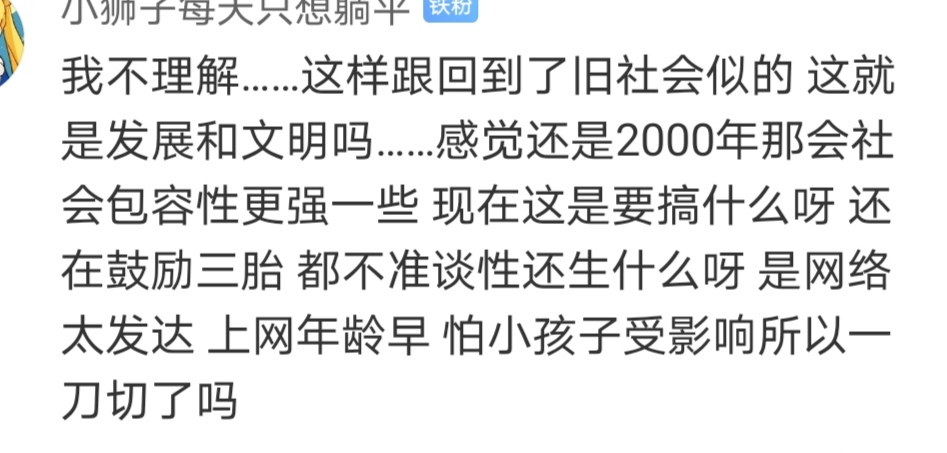 小狮子每天只想躺平 铁粉
我不理解……这样跟回到了旧社会似的 这就
是发展和文明吗……感觉还是2000年那会社
会包容性更强一些 现在这是要搞什么呀 还
在鼓励三胎 都不准谈性还生什么呀 是网络
太发达 上网年龄早 怕小孩子受影响所以一
刀切了吗